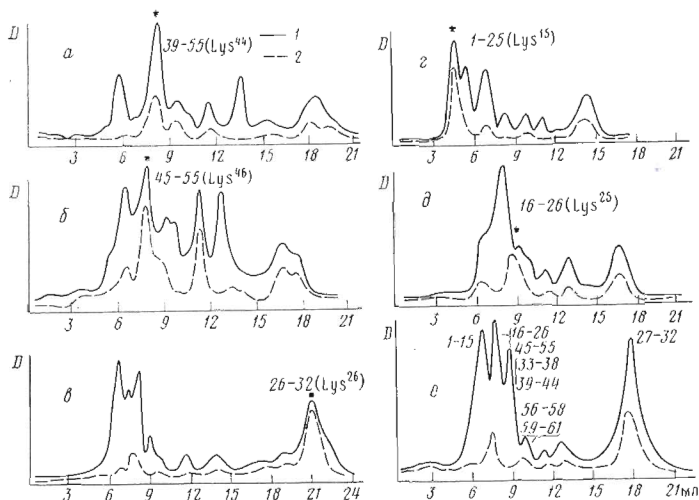 D
*
а
39-55(Lys⁴⁴)
1
2
3 6 9 12 15 18 21
*
г
1-25(Lys¹⁵)
3 6 9 12 15 18 21
D
*
б
45-55(Lys⁴⁶)
3 6 9 12 15 18 21
D
д
16-26(Lys²⁵)
*
3 6 9 12 15 18 21
D
в
26-32(Lys²⁶)
3 6 9 12 15 18 21 24
D
е
1-15
16-26
45-55
33-38
39-44
56-58
59-61
27-32
3 6 9 12 15 18 21 мл